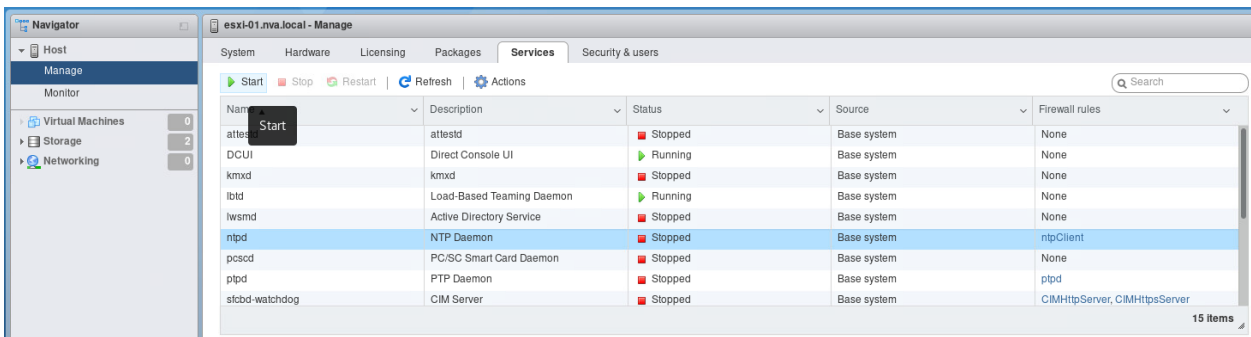 Navigator
Host
Manage
Monitor
Virtual Machines 0
Storage 2
Networking 0
esxi-01.nva.local - Manage
System Hardware Licensing Packages Services Security & users
Start Stop Restart | Refresh | Actions Search
Name Description Status Source Firewall rules
Start
attestd attestd Stopped Base system None
DCUI Direct Console UI Running Base system None
kmxd kmxd Stopped Base system None
lbtd Load-Based Teaming Daemon Running Base system None
lwsmd Active Directory Service Stopped Base system None
ntpd NTP Daemon Stopped Base system ntpClient
pcscd PC/SC Smart Card Daemon Stopped Base system None
ptpd PTP Daemon Stopped Base system ptpd
sfcbd-watchdog CIM Server Stopped Base system CIMHttpServer, CIMHttpsServer
15 items